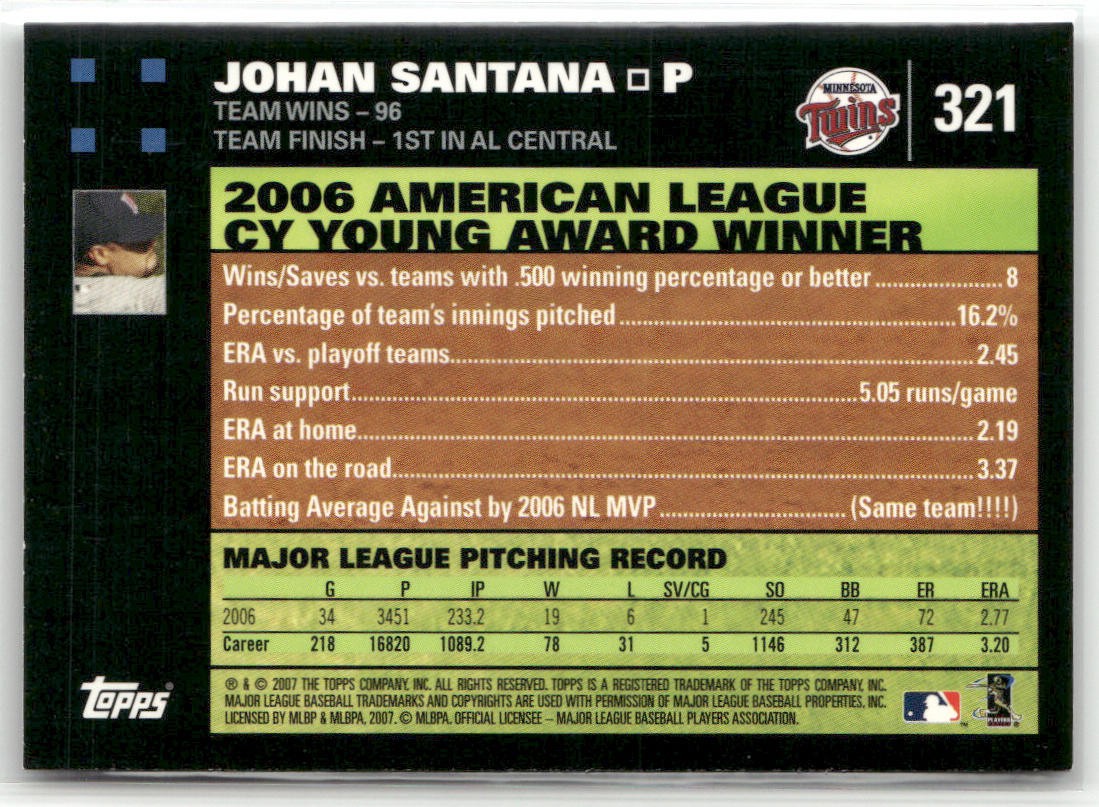 JOHAN SANTANA □ P
TEAM WINS – 96
TEAM FINISH – 1ST IN AL CENTRAL
MINNESOTA
Twins
321
2006 AMERICAN LEAGUE
CY YOUNG AWARD WINNER
Wins/Saves vs. teams with .500 winning percentage or better.....................8
Percentage of team's innings pitched........................................................16.2%
ERA vs. playoff teams.......................................................................................2.45
Run support....................................................................................5.05 runs/game
ERA at home.......................................................................................................2.19
ERA on the road.................................................................................................3.37
Batting Average Against by 2006 NL MVP...............................(Same team!!!!)
MAJOR LEAGUE PITCHING RECORD
G P IP W L SV/CG SO BB ER ERA
2006 34 3451 233.2 19 6 1 245 47 72 2.77
Career 218 16820 1089.2 78 31 5 1146 312 387 3.20
topps®
® & © 2007 THE TOPPS COMPANY, INC. ALL RIGHTS RESERVED. TOPPS IS A REGISTERED TRADEMARK OF THE TOPPS COMPANY, INC.
MAJOR LEAGUE BASEBALL TRADEMARKS AND COPYRIGHTS ARE USED WITH PERMISSION OF MAJOR LEAGUE BASEBALL PROPERTIES, INC.
LICENSED BY MLBP & MLBPA, 2007. © MLBPA. OFFICIAL LICENSEE – MAJOR LEAGUE BASEBALL PLAYERS ASSOCIATION.
PLAYERS